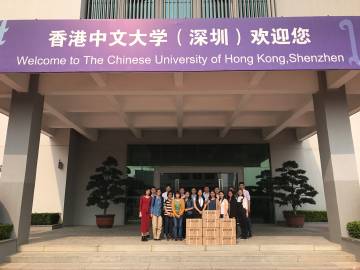 香港中文大学（深圳）欢迎您
Welcome to The Chinese University of Hong Kong,Shenzhen